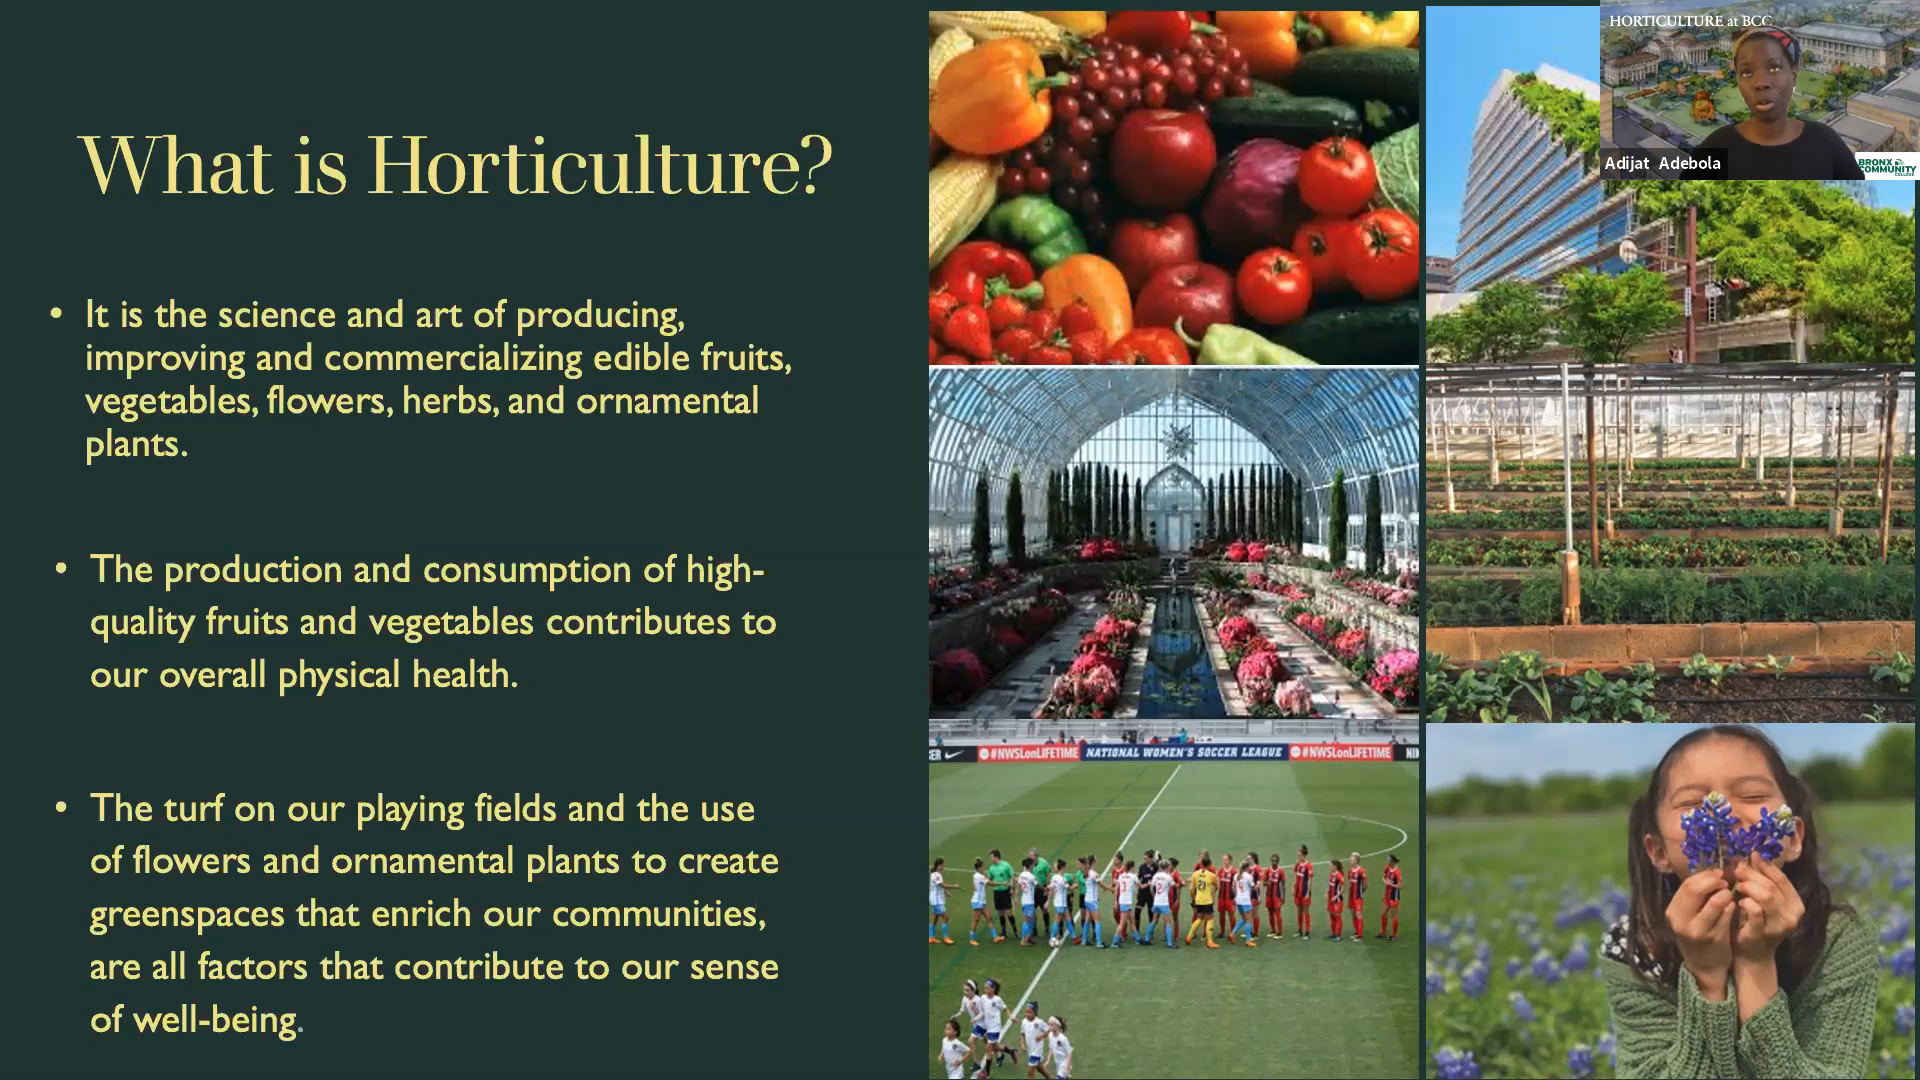 What is Horticulture?
• It is the science and art of producing,
improving and commercializing edible fruits,
vegetables, flowers, herbs, and ornamental
plants.
• The production and consumption of high-
quality fruits and vegetables contributes to
our overall physical health.
• The turf on our playing fields and the use
of flowers and ornamental plants to create
greenspaces that enrich our communities,
are all factors that contribute to our sense
of well-being.
#NWSLonLIFETIME NATIONAL WOMEN'S SOCCER LEAGUE #NWSLonLIFETIME
HORTICULTURE at BCC
Adijat Adebola
BRONX
COMMUNITY
COLLEGE